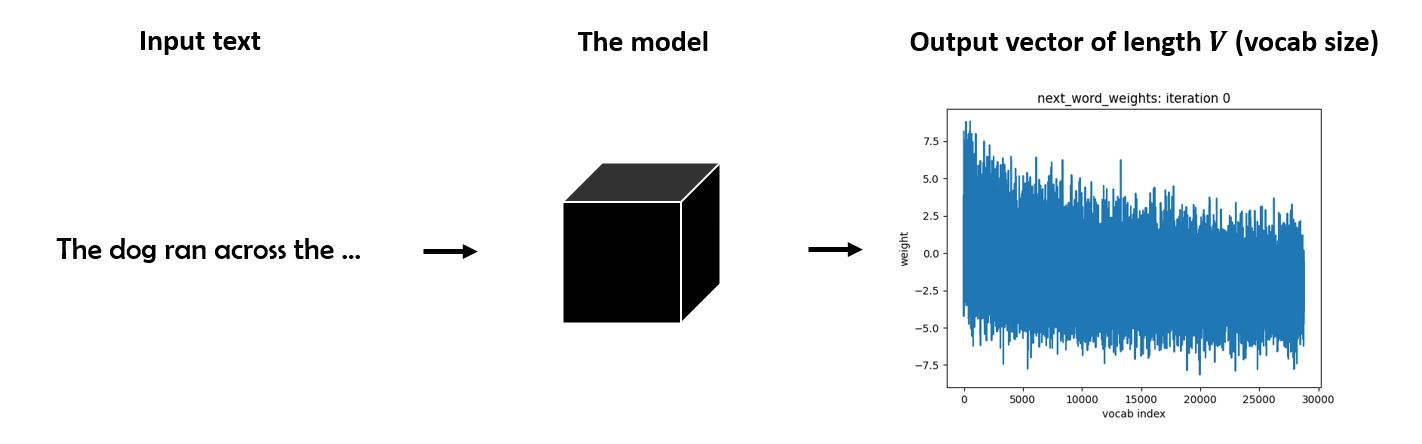 Input text
The model
Output vector of length V (vocab size)
next_word_weights: iteration 0
The dog ran across the ...
weight
7.5
5.0
2.5
0.0
−2.5
−5.0
−7.5
0 5000 10000 15000 20000 25000 30000
vocab index